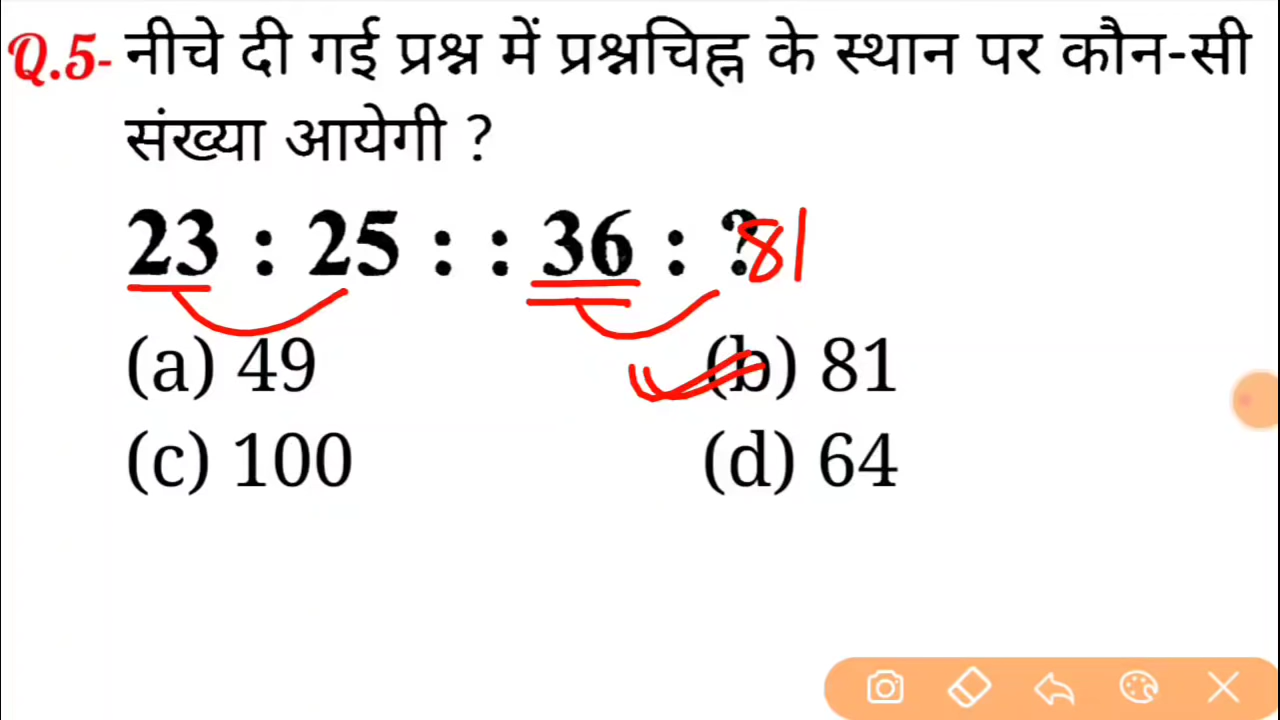 Q.5- नीचे दी गई प्रश्न में प्रश्नचिह्न के स्थान पर कौन-सी
संख्या आयेगी ?
23 : 25 : : 36 : ? 81
(a) 49 (b) 81
(c) 100 (d) 64